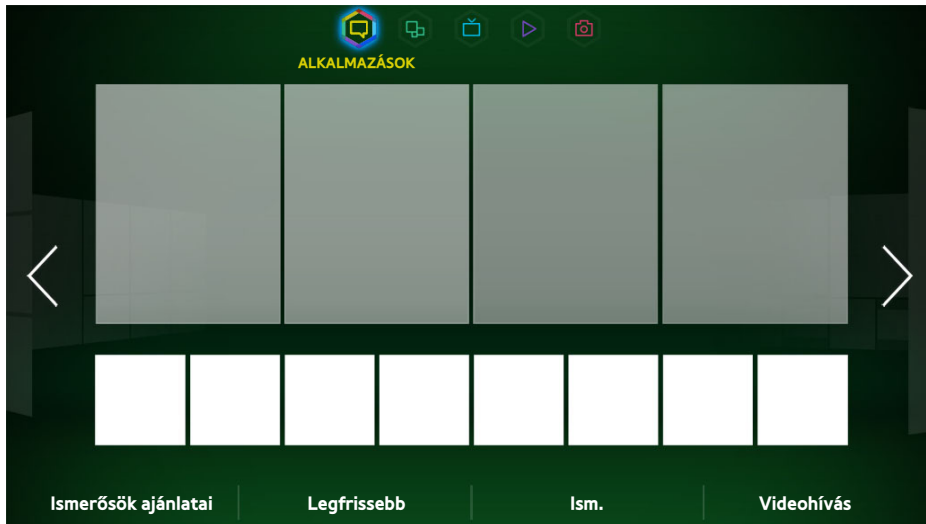 ALKALMAZÁSOK
Ismerősök ajánlatai
Legfrissebb
Ism.
Videohívás